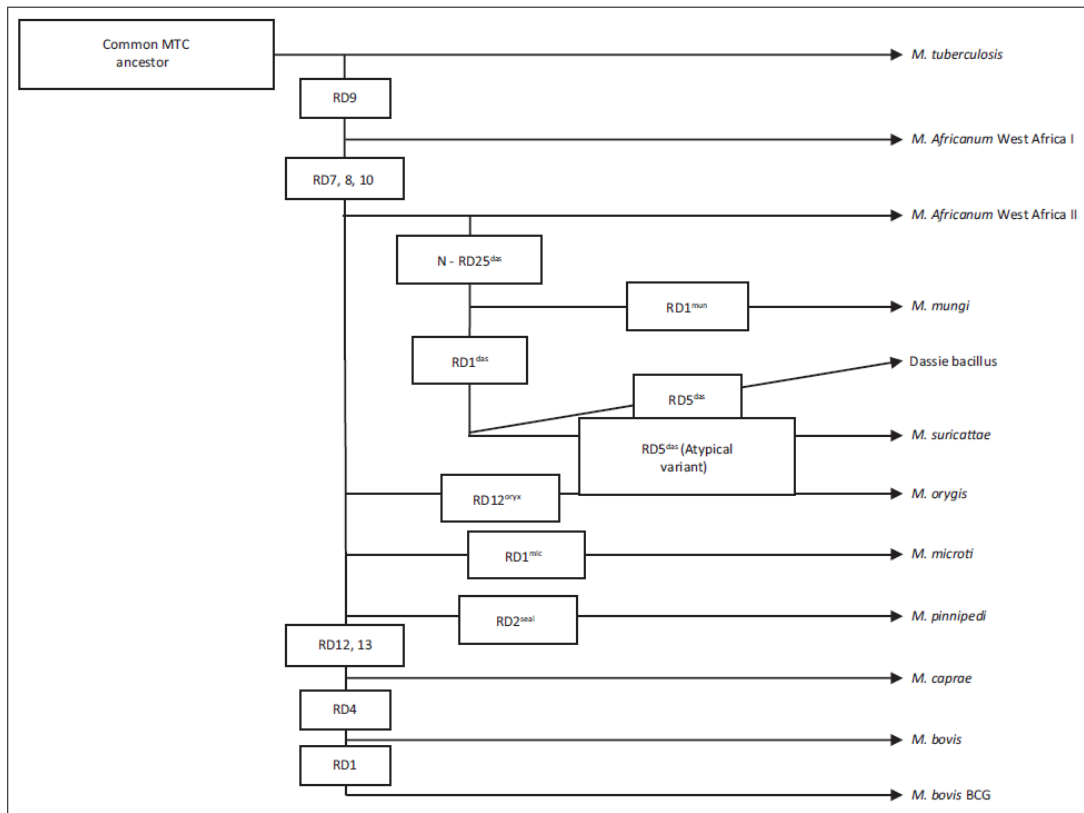 Common MTC
ancestor
M. tuberculosis
RD9
M. Africanum West Africa I
RD7, 8, 10
M. Africanum West Africa II
N - RD25das
RD1mun
M. mungi
RD1das
Dassie bacillus
RD5das
M. suricattae
RD5das (Atypical
variant)
RD12oryx
M. orygis
RD1mic
M. microti
RD2seal
M. pinnipedi
RD12, 13
M. caprae
RD4
M. bovis
RD1
M. bovis BCG